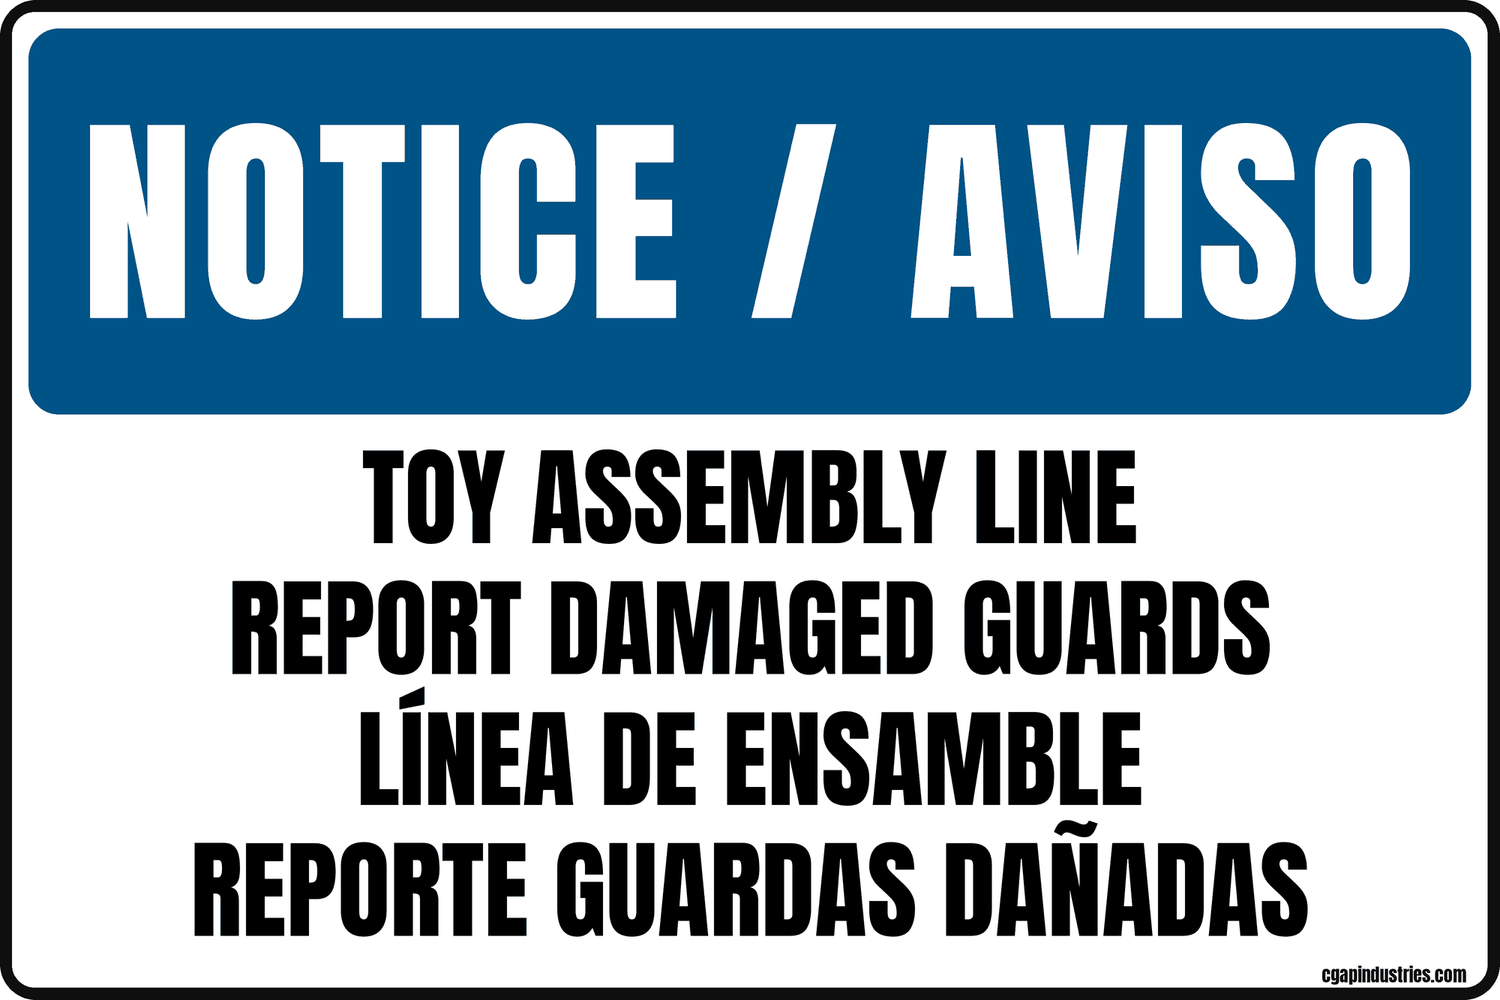 NOTICE / AVISO
TOY ASSEMBLY LINE
REPORT DAMAGED GUARDS
LÍNEA DE ENSAMBLE
REPORTE GUARDAS DAÑADAS
cgapindustries.com